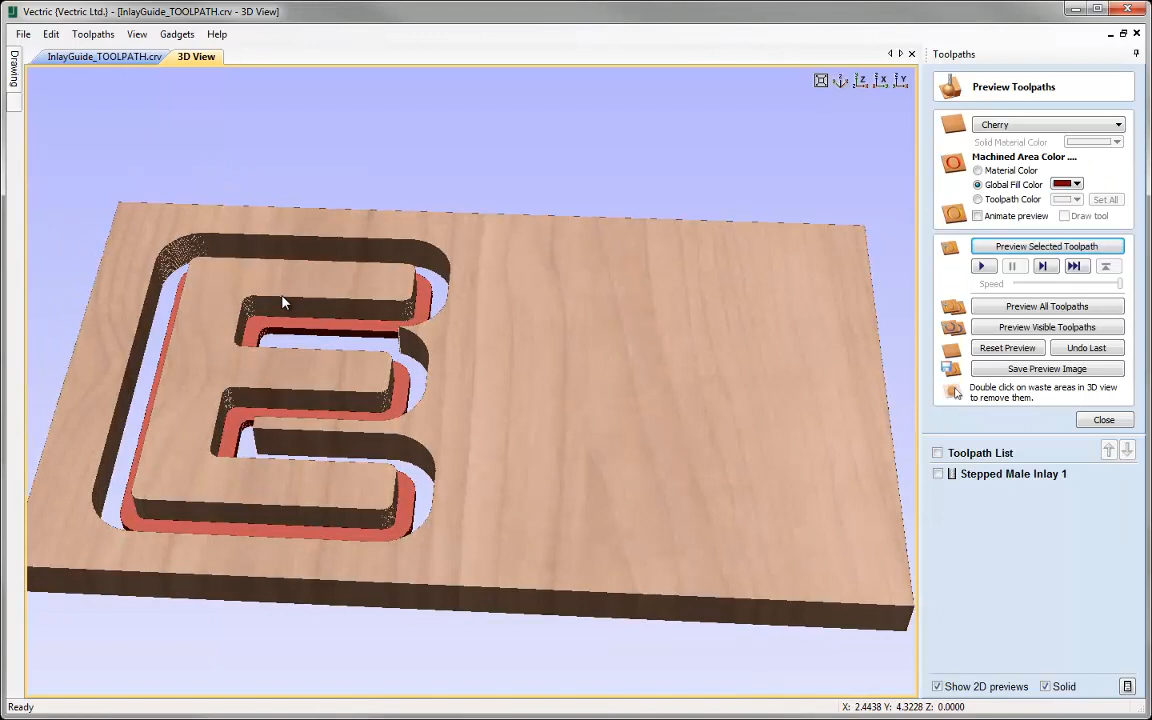 Vectric {Vectric Ltd.} - [InlayGuide_TOOLPATH.crv - 3D View]
File Edit Toolpaths View Gadgets Help
Drawing
InlayGuide_TOOLPATH.crv 3D View
Z X Y
Toolpaths
Preview Toolpaths
Cherry
Solid Material Color
Machined Area Color ....
Material Color
Global Fill Color
Toolpath Color Set All
Animate preview Draw tool
Preview Selected Toolpath
Speed
Preview All Toolpaths
Preview Visible Toolpaths
Reset Preview Undo Last
Save Preview Image
Double click on waste areas in 3D view
to remove them.
Close
Toolpath List
Stepped Male Inlay 1
Show 2D previews Solid
Ready X: 2.4438 Y: 4.3228 Z: 0.0000